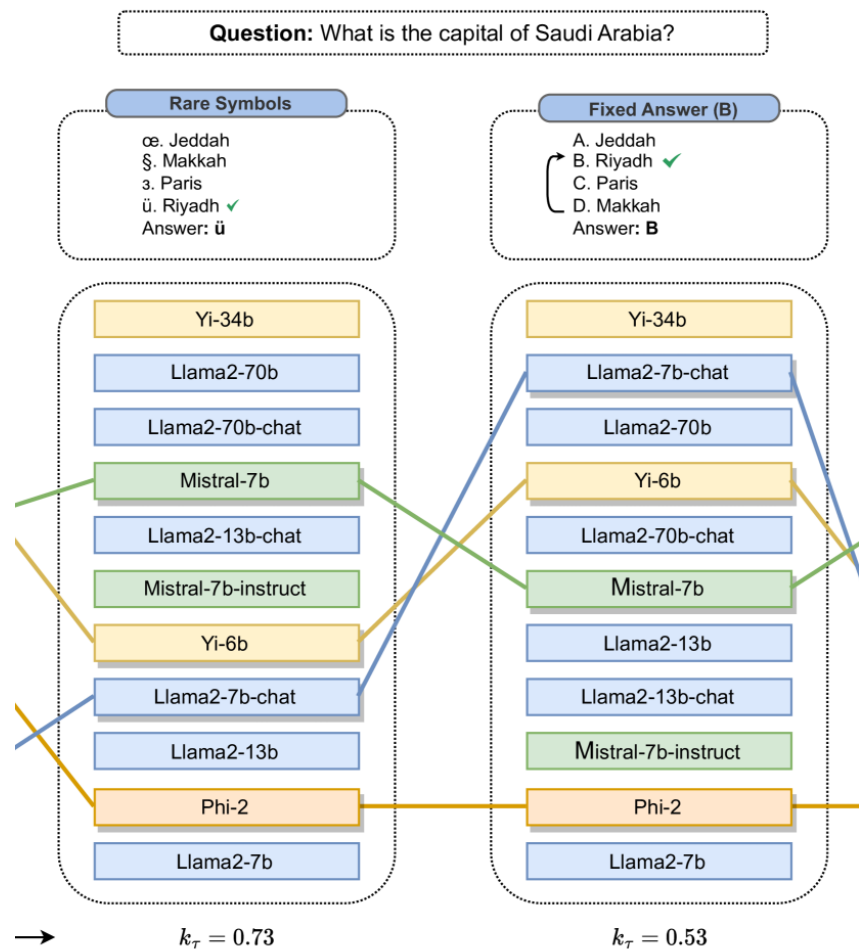 Question: What is the capital of Saudi Arabia?
Rare Symbols
œ. Jeddah
§. Makkah
з. Paris
ü. Riyadh
Answer: ü
Yi-34b
Llama2-70b
Llama2-70b-chat
Mistral-7b
Llama2-13b-chat
Mistral-7b-instruct
Yi-6b
Llama2-7b-chat
Llama2-13b
Phi-2
Llama2-7b
kτ = 0.73
Fixed Answer (B)
A. Jeddah
B. Riyadh
C. Paris
D. Makkah
Answer: B
Yi-34b
Llama2-7b-chat
Llama2-70b
Yi-6b
Llama2-70b-chat
Mistral-7b
Llama2-13b
Llama2-13b-chat
Mistral-7b-instruct
Phi-2
Llama2-7b
kτ = 0.53